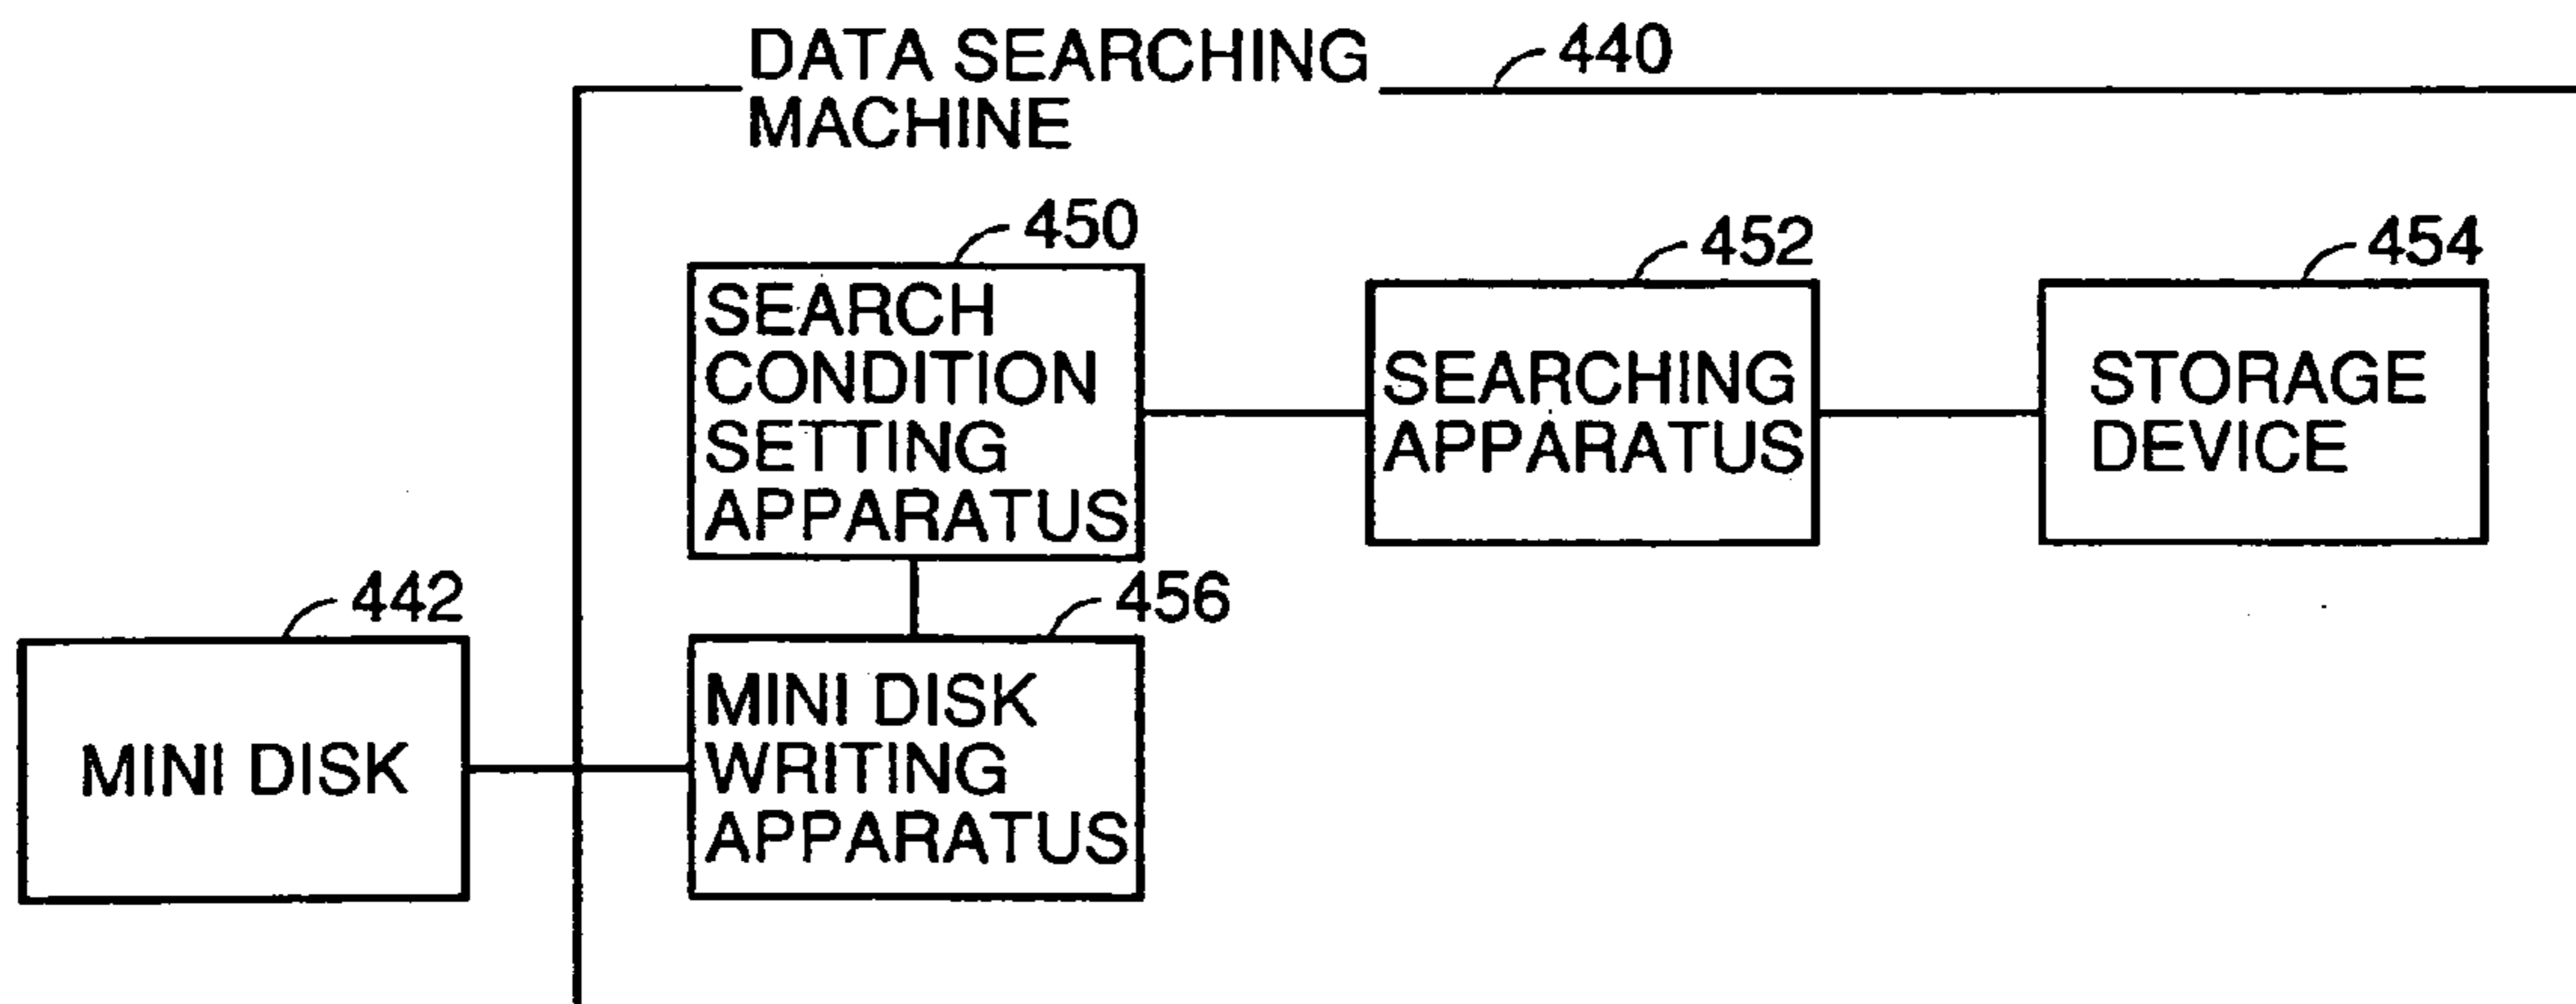 DATA SEARCHING
MACHINE
440
450
SEARCH
CONDITION
SETTING
APPARATUS
452
SEARCHING
APPARATUS
454
STORAGE
DEVICE
442
MINI DISK
456
MINI DISK
WRITING
APPARATUS